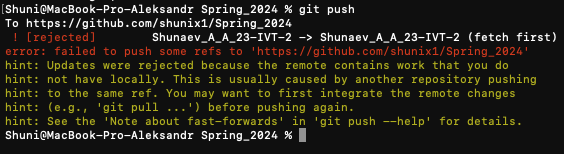 [Shuni@MacBook-Pro-Aleksandr Spring_2024 % git push
To https://github.com/shunix1/Spring_2024
 ! [rejected]        Shunaev_A_A_23-IVT-2 -> Shunaev_A_A_23-IVT-2 (fetch first)
error: failed to push some refs to 'https://github.com/shunix1/Spring_2024'
hint: Updates were rejected because the remote contains work that you do
hint: not have locally. This is usually caused by another repository pushing
hint: to the same ref. You may want to first integrate the remote changes
hint: (e.g., 'git pull ...') before pushing again.
hint: See the 'Note about fast-forwards' in 'git push --help' for details.
Shuni@MacBook-Pro-Aleksandr Spring_2024 %